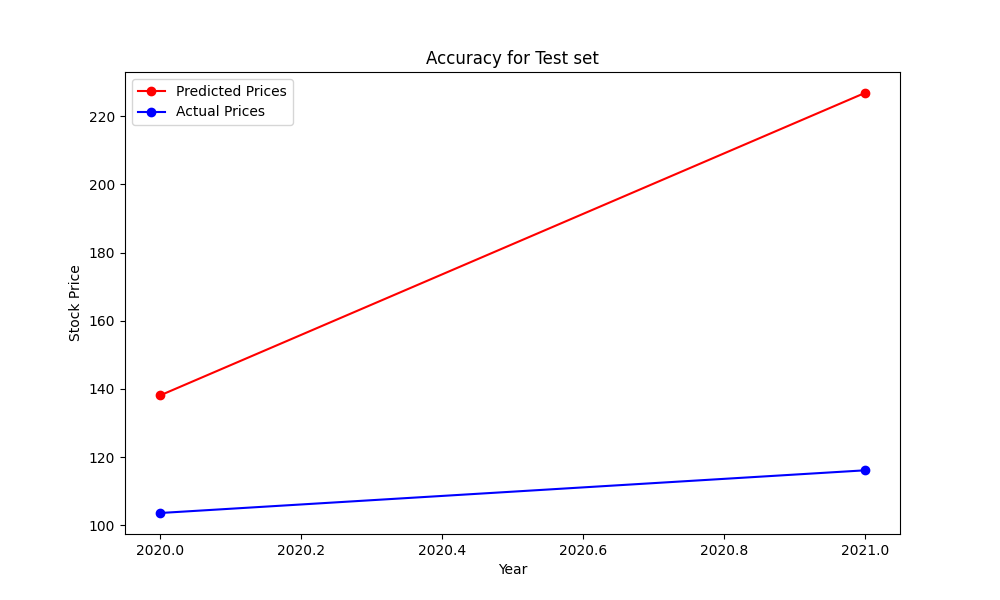 Accuracy for Test set
Predicted Prices
Actual Prices
220
200
180
160
140
120
100
Stock Price
2020.0 2020.2 2020.4 2020.6 2020.8 2021.0
Year